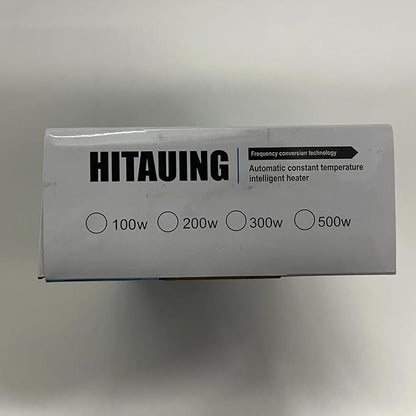 HITAUING
Frequency conversion technology
Automatic constant temperature
intelligent heater
100w 200w 300w 500w